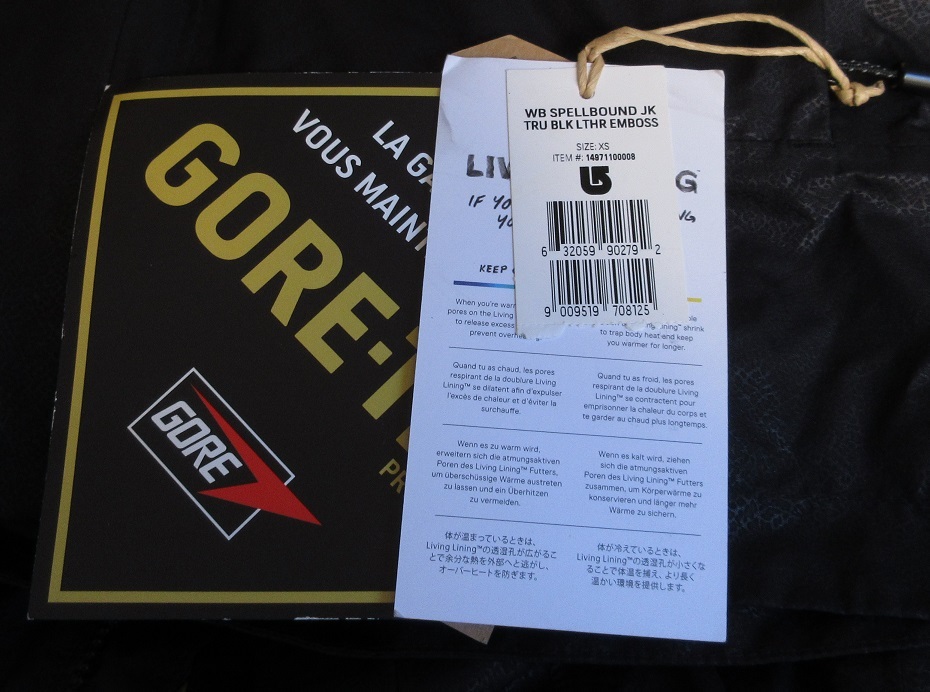 LA GA
VOUS MAIN
GORE-T
GORE
PR
WB SPELLBOUND JK
TRU BLK LTHR EMBOSS
SIZE: XS
ITEM #: 14971100008
6 32059 90279 2
9 009519 708125
LIV G
IF YO NG
YO
KEEP
When you're war
pores on the Living
to release excess
prevent overhe
ining™ shrink
to trap body heat and keep
you warmer for longer.
Quand tu as chaud, les pores
respirant de la doublure Living
Lining™ se dilatent afin d'expulser
l'excés de chaleur et d'éviter la
surchauffe.
Quand tu as froid, les pores
respirant de la doublure Living
Lining™ se contractent pour
emprisonner la chaleur du corps et
te garder au chaud plus longtemps.
Wenn es zu warm wird,
erweitern sich die atmungsaktiven
Poren des Living Lining™ Futters,
um überschüssige Wärme austreten
zu lassen und ein Überhitzen
zu vermeiden.
Wenn es kalt wird, ziehen
sich die atmungsaktiven
Poren des Living Lining™ Futters
zusammen, um Körperwärme zu
konservieren und länger mehr
Wärme zu sichern.
体が温まっているときは、
Living Lining™の透湿孔が広がるこ
とで余分な熱を外部へと逃がし、
オーバーヒートを防ぎます。
体が冷えているときは、
Living Lining™の透湿孔が小さくな
ることで体温を捕え、より長く
温かい環境を提供します。